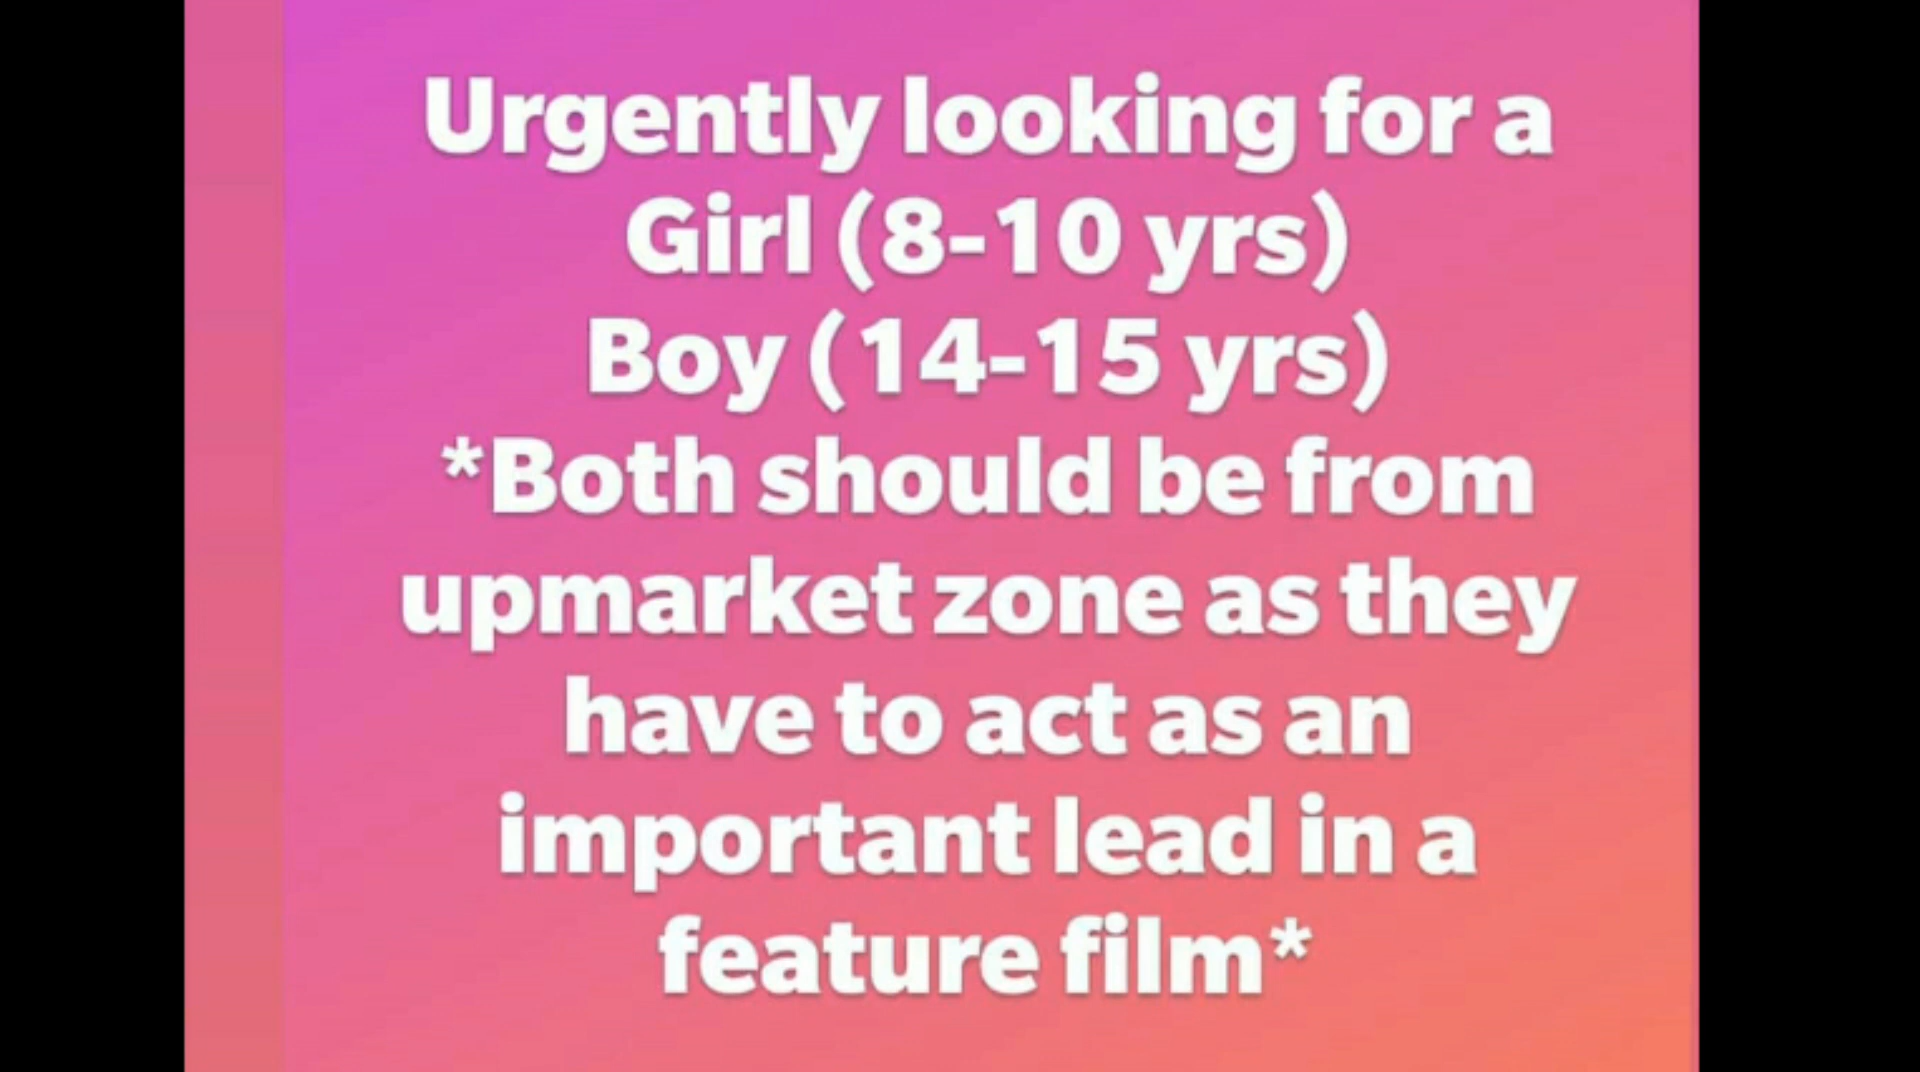 Urgently looking for a
Girl (8-10 yrs)
Boy (14-15 yrs)
*Both should be from
upmarket zone as they
have to act as an
important lead in a
feature film*